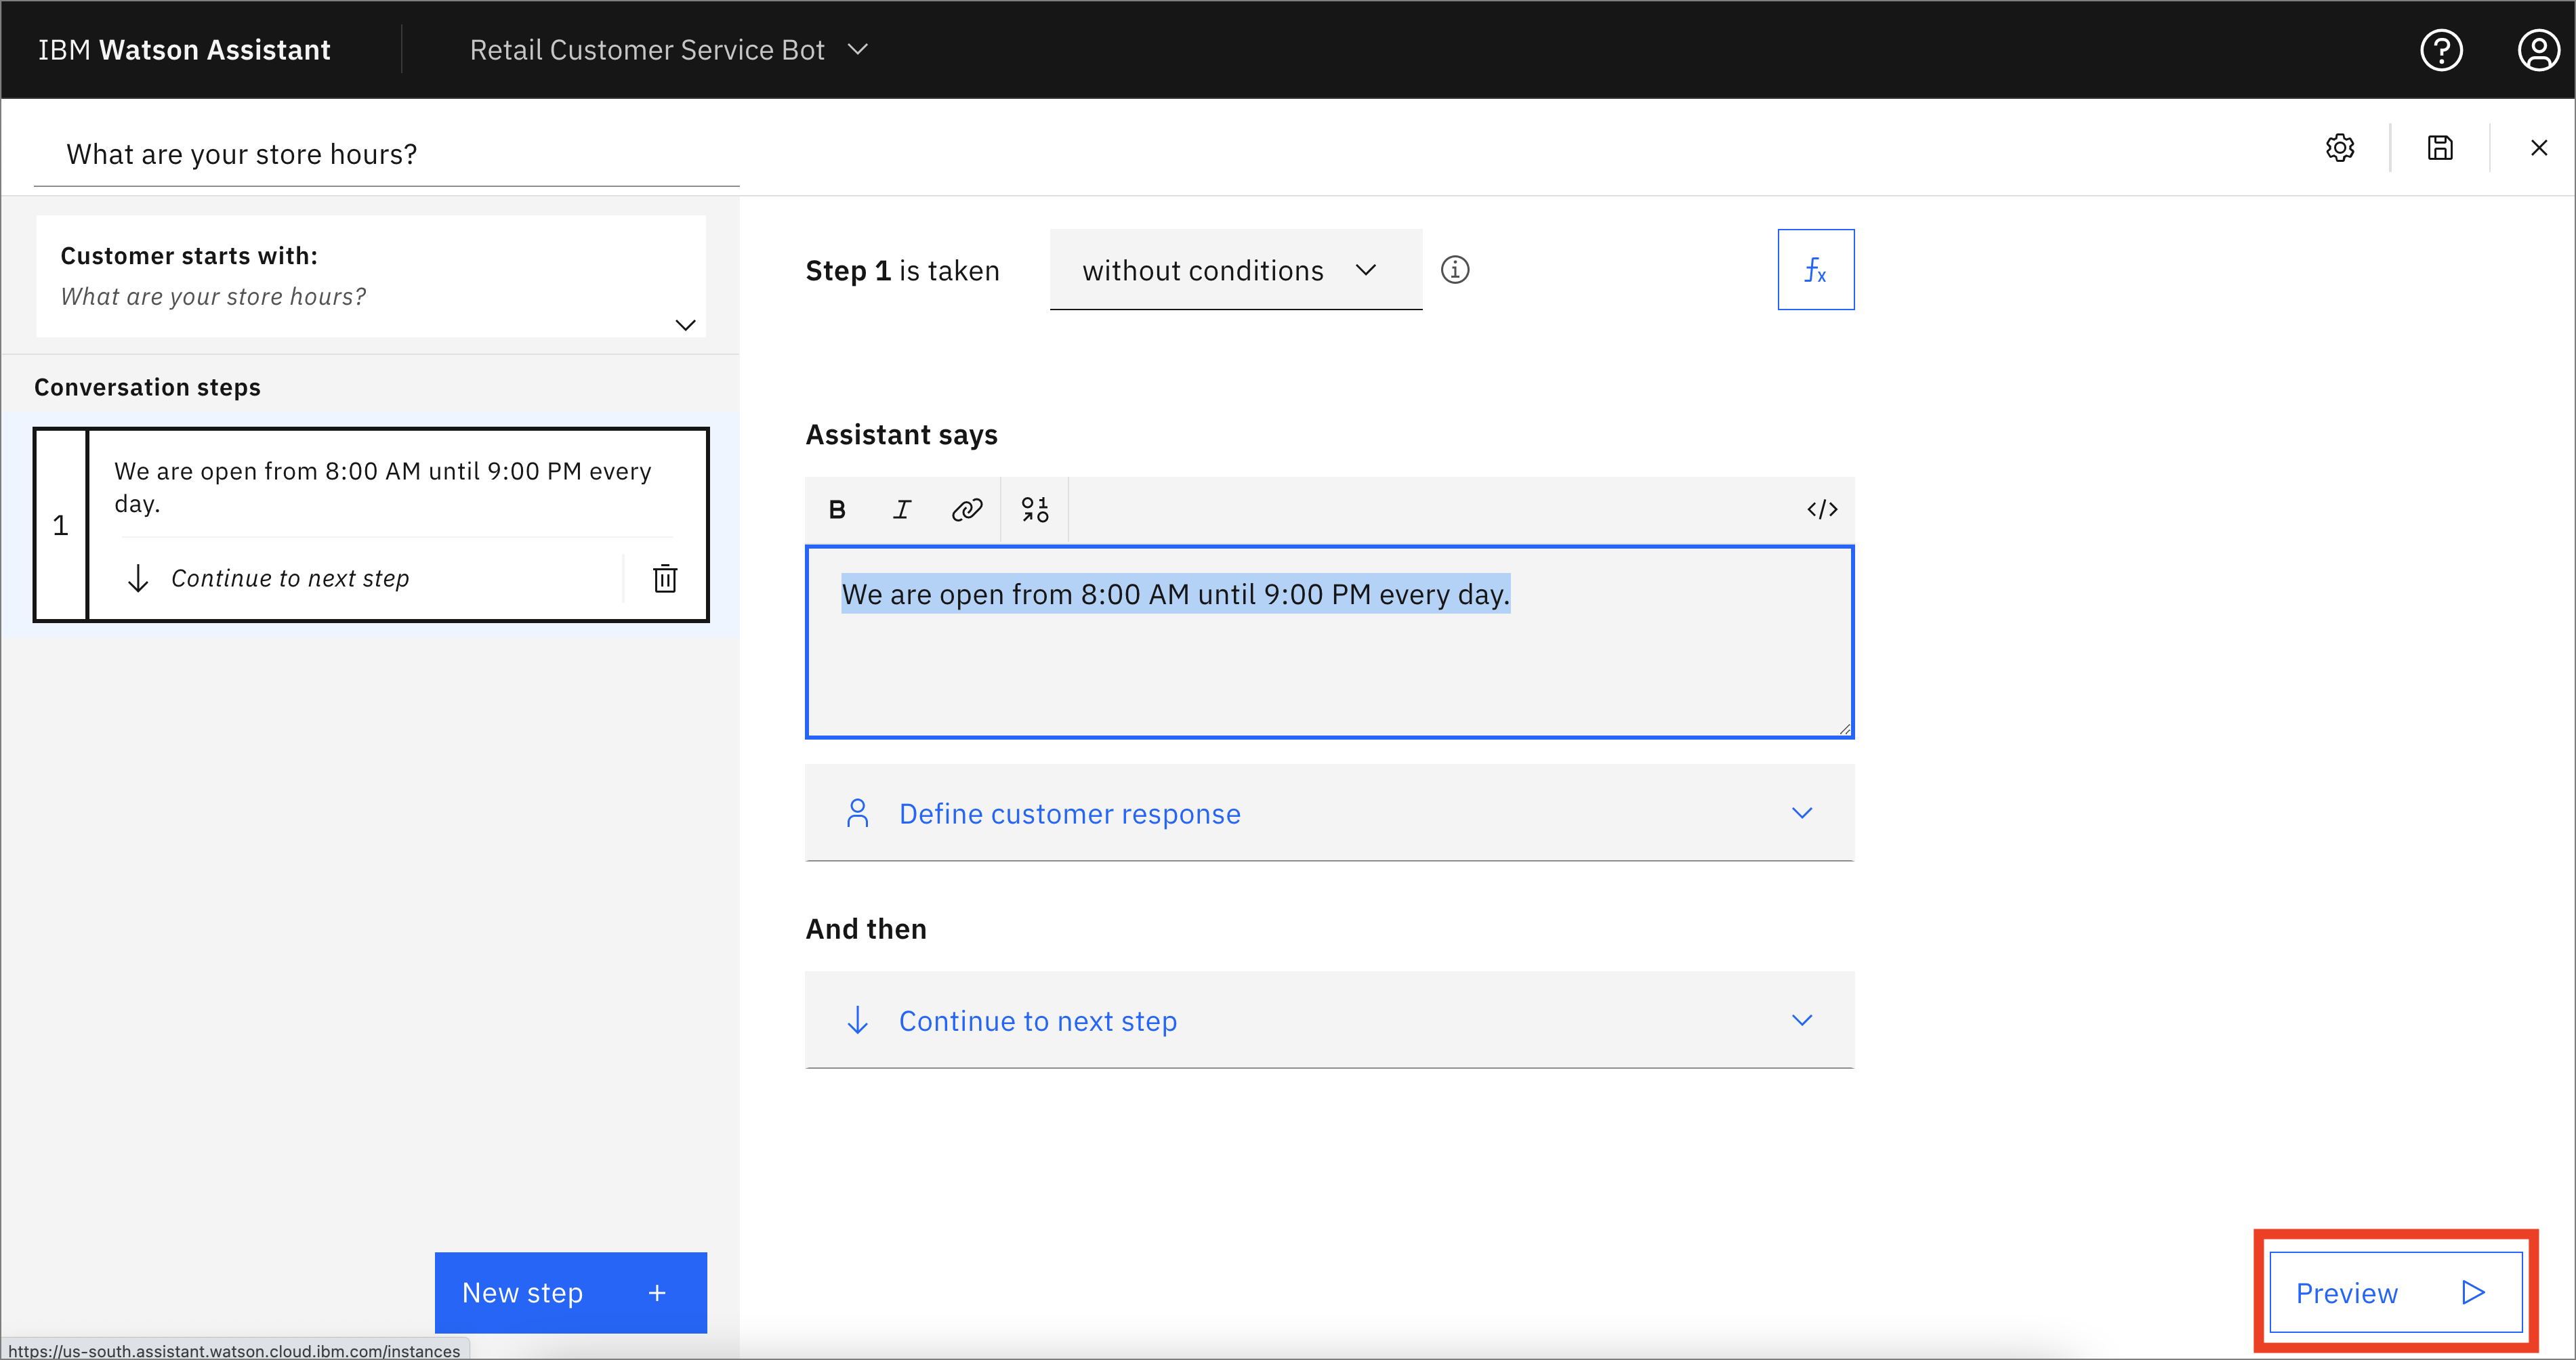 IBM Watson Assistant
Retail Customer Service Bot
What are your store hours?
Customer starts with:
What are your store hours?
Conversation steps
1
We are open from 8:00 AM until 9:00 PM every
day.
Continue to next step
New step +
https://us-south.assistant.watson.cloud.ibm.com/instances
Step 1 is taken
without conditions
fx
Assistant says
B I
</>
We are open from 8:00 AM until 9:00 PM every day.
Define customer response
And then
Continue to next step
Preview